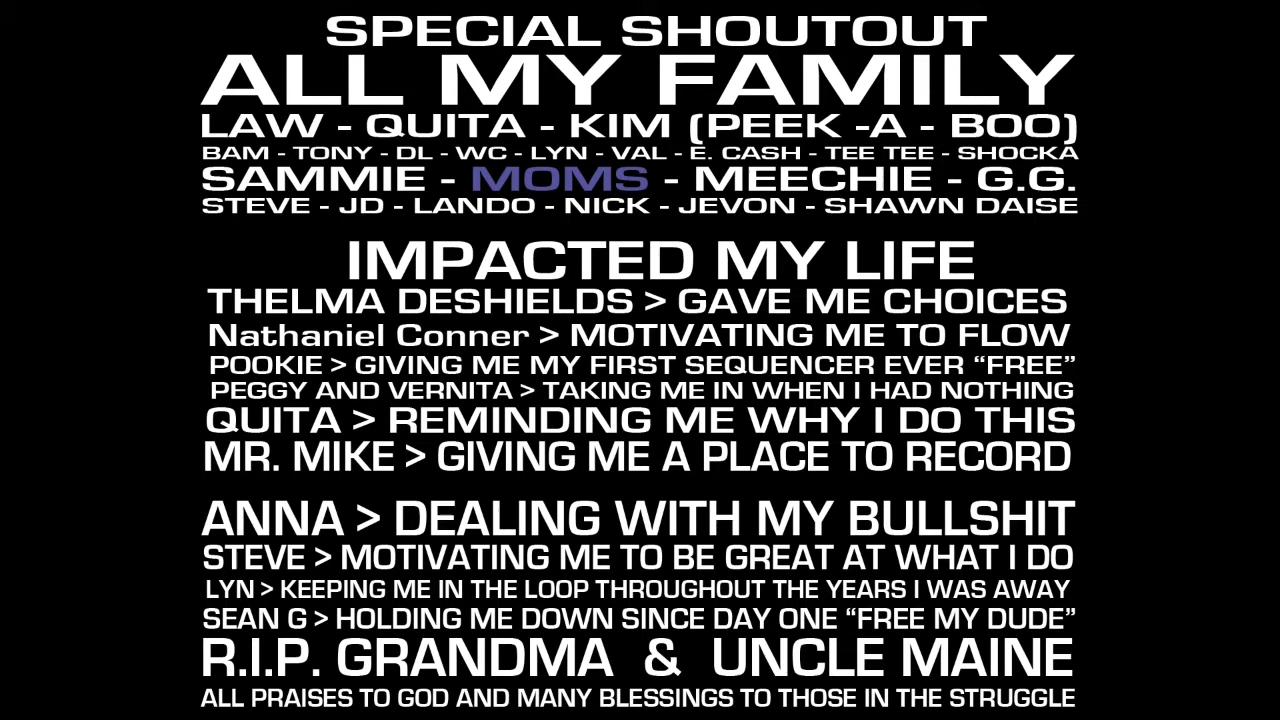 SPECIAL SHOUTOUT
ALL MY FAMILY
LAW - QUITA - KIM (PEEK -A - BOO)
BAM - TONY - DL - WC - LYN - VAL - E. CASH - TEE TEE - SHOCKA
SAMMIE - MOMS - MEECHIE - G.G.
STEVE - JD - LANDO - NICK - JEVON - SHAWN DAISE
IMPACTED MY LIFE
THELMA DESHIELDS > GAVE ME CHOICES
Nathaniel Conner > MOTIVATING ME TO FLOW
POOKIE > GIVING ME MY FIRST SEQUENCER EVER “FREE”
PEGGY AND VERNITA > TAKING ME IN WHEN I HAD NOTHING
QUITA > REMINDING ME WHY I DO THIS
MR. MIKE > GIVING ME A PLACE TO RECORD
ANNA > DEALING WITH MY BULLSHIT
STEVE > MOTIVATING ME TO BE GREAT AT WHAT I DO
LYN > KEEPING ME IN THE LOOP THROUGHOUT THE YEARS I WAS AWAY
SEAN G > HOLDING ME DOWN SINCE DAY ONE “FREE MY DUDE”
R.I.P. GRANDMA & UNCLE MAINE
ALL PRAISES TO GOD AND MANY BLESSINGS TO THOSE IN THE STRUGGLE